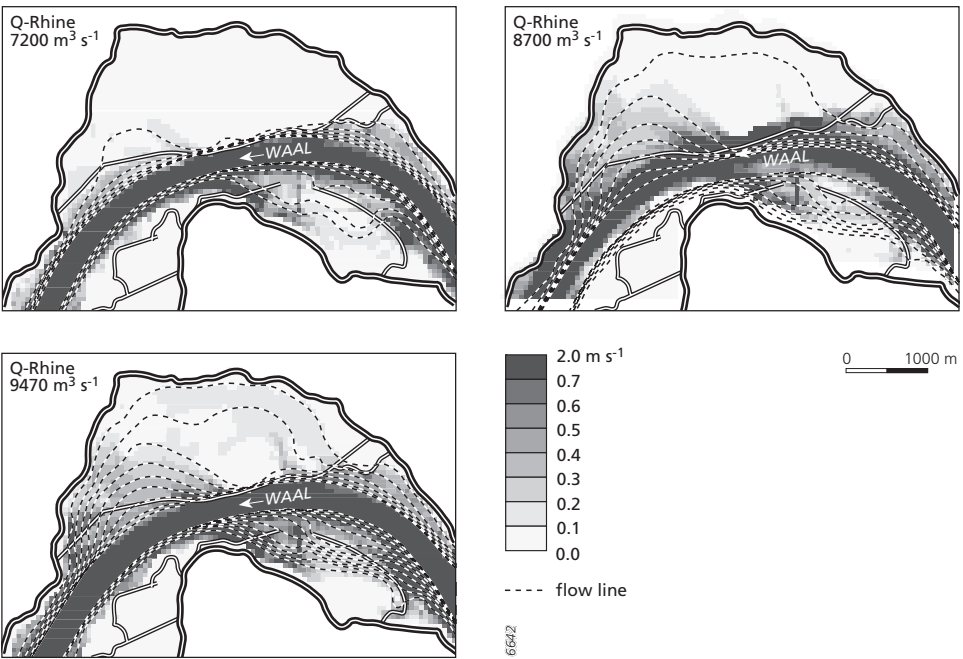 Q-Rhine
7200 m³ s⁻¹
WAAL
Q-Rhine
8700 m³ s⁻¹
WAAL
Q-Rhine
9470 m³ s⁻¹
WAAL
2.0 m s⁻¹
0.7
0.6
0.5
0.4
0.3
0.2
0.1
0.0
flow line
0 1000 m
6642